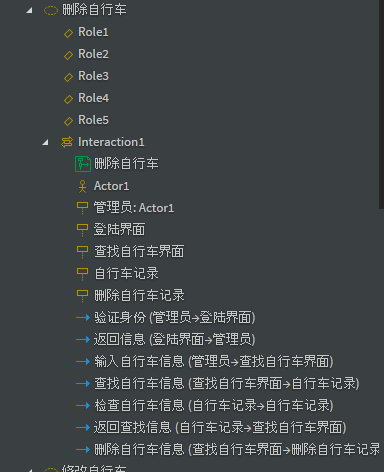 删除自行车
Role1
Role2
Role3
Role4
Role5
Interaction1
删除自行车
Actor1
管理员: Actor1
登陆界面
查找自行车界面
自行车记录
删除自行车记录
验证身份 (管理员→登陆界面)
返回信息 (登陆界面→管理员)
输入自行车信息 (管理员→查找自行车界面)
查找自行车信息 (查找自行车界面→自行车记录)
检查自行车信息 (自行车记录→自行车记录)
返回查找信息 (自行车记录→查找自行车界面)
删除自行车信息 (查找自行车界面→删除自行车记录
修改自行车